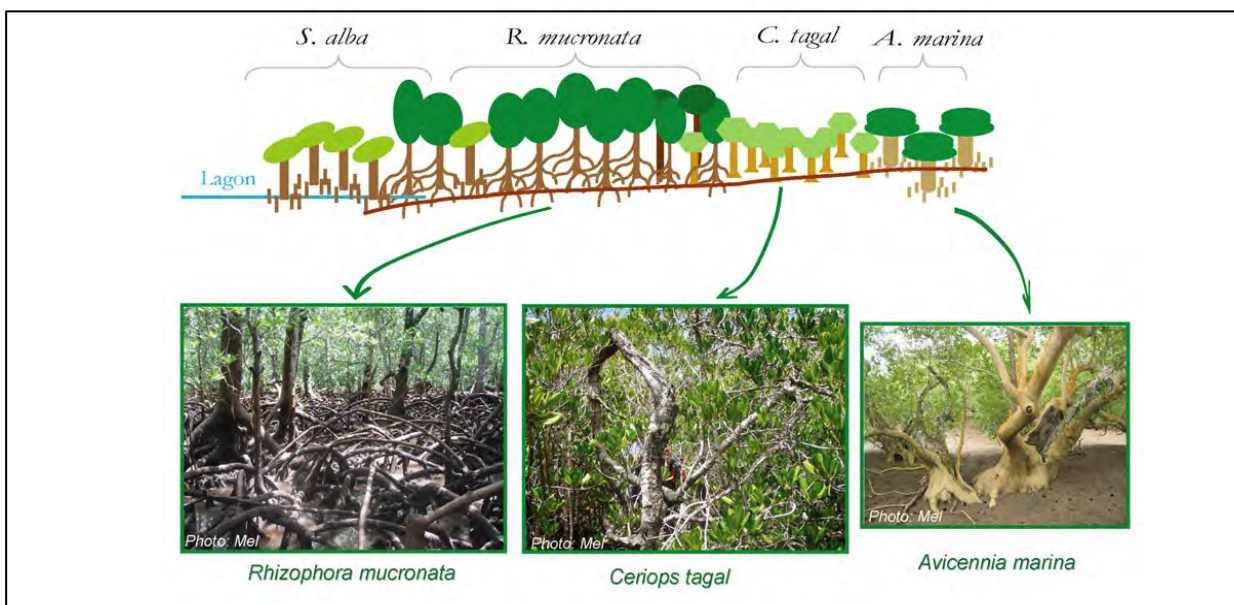 S. alba R. mucronata C. tagal A. marina
Lagon
Photo: Mel
Photo: Mel
Photo: Mel
Rhizophora mucronata
Ceriops tagal
Avicennia marina